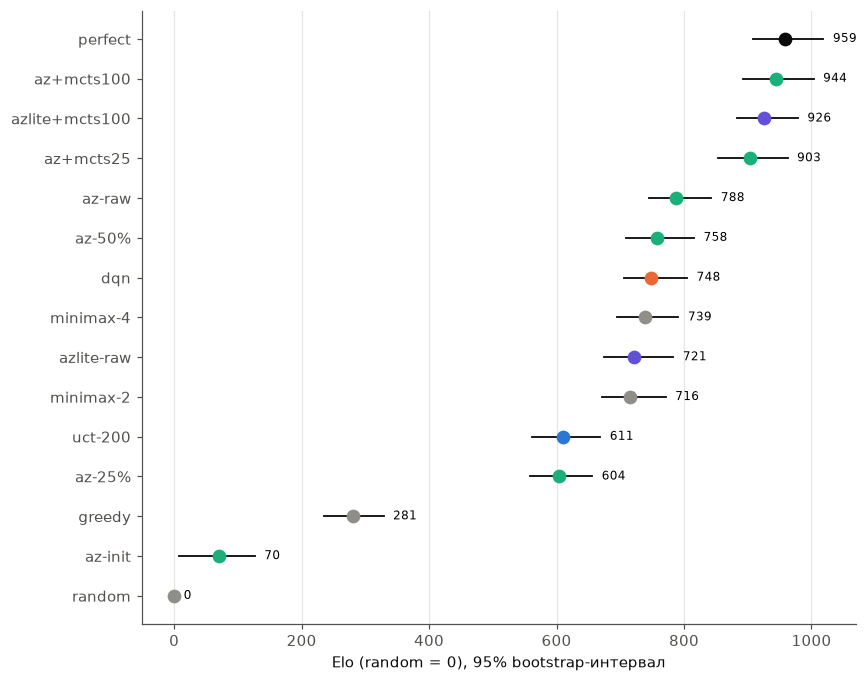 perfect 959
az+mcts100 944
azlite+mcts100 926
az+mcts25 903
az-raw 788
az-50% 758
dqn 748
minimax-4 739
azlite-raw 721
minimax-2 716
uct-200 611
az-25% 604
greedy 281
az-init 70
random 0
0 200 400 600 800 1000
Elo (random = 0), 95% bootstrap-интервал